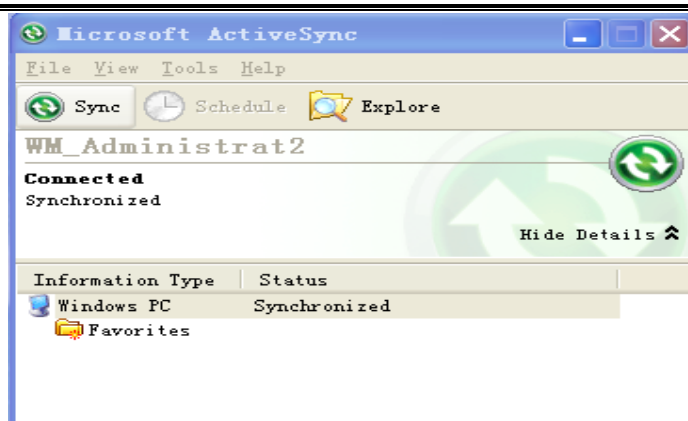 Microsoft ActiveSync
File View Tools Help
Sync Schedule Explore
WM_Administrat2
Connected
Synchronized
Hide Details
Information Type Status
Windows PC Synchronized
Favorites